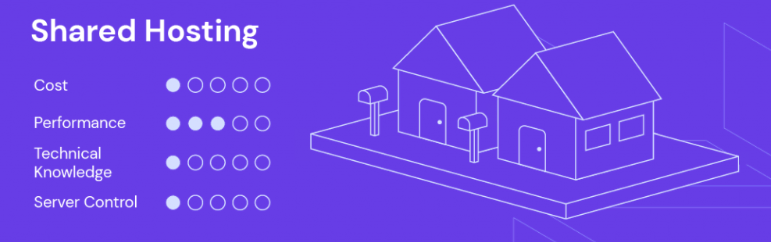 Shared Hosting
Cost
Performance
Technical
Knowledge
Server Control